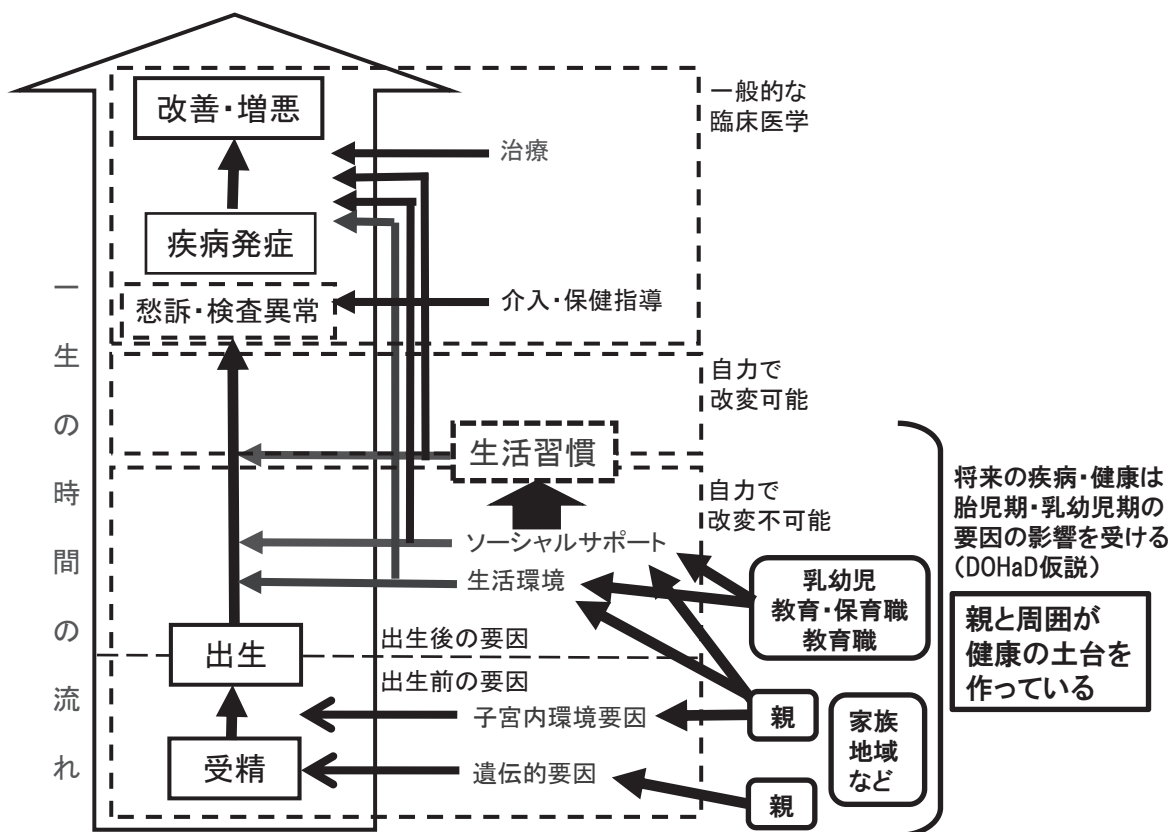 一般的な
臨床医学
改善・増悪
治療
疾病発症
愁訴・検査異常
介入・保健指導
一生の時間の流れ
自力で
改変可能
生活習慣
自力で
改変不可能
ソーシャルサポート
生活環境
乳幼児
教育・保育職
教育職
将来の疾病・健康は
胎児期・乳幼児期の
要因の影響を受ける
(DOHaD仮説)
親と周囲が
健康の土台を
作っている
出生
出生後の要因
出生前の要因
子宮内環境要因
親
家族
地域
など
受精
遺伝的要因
親